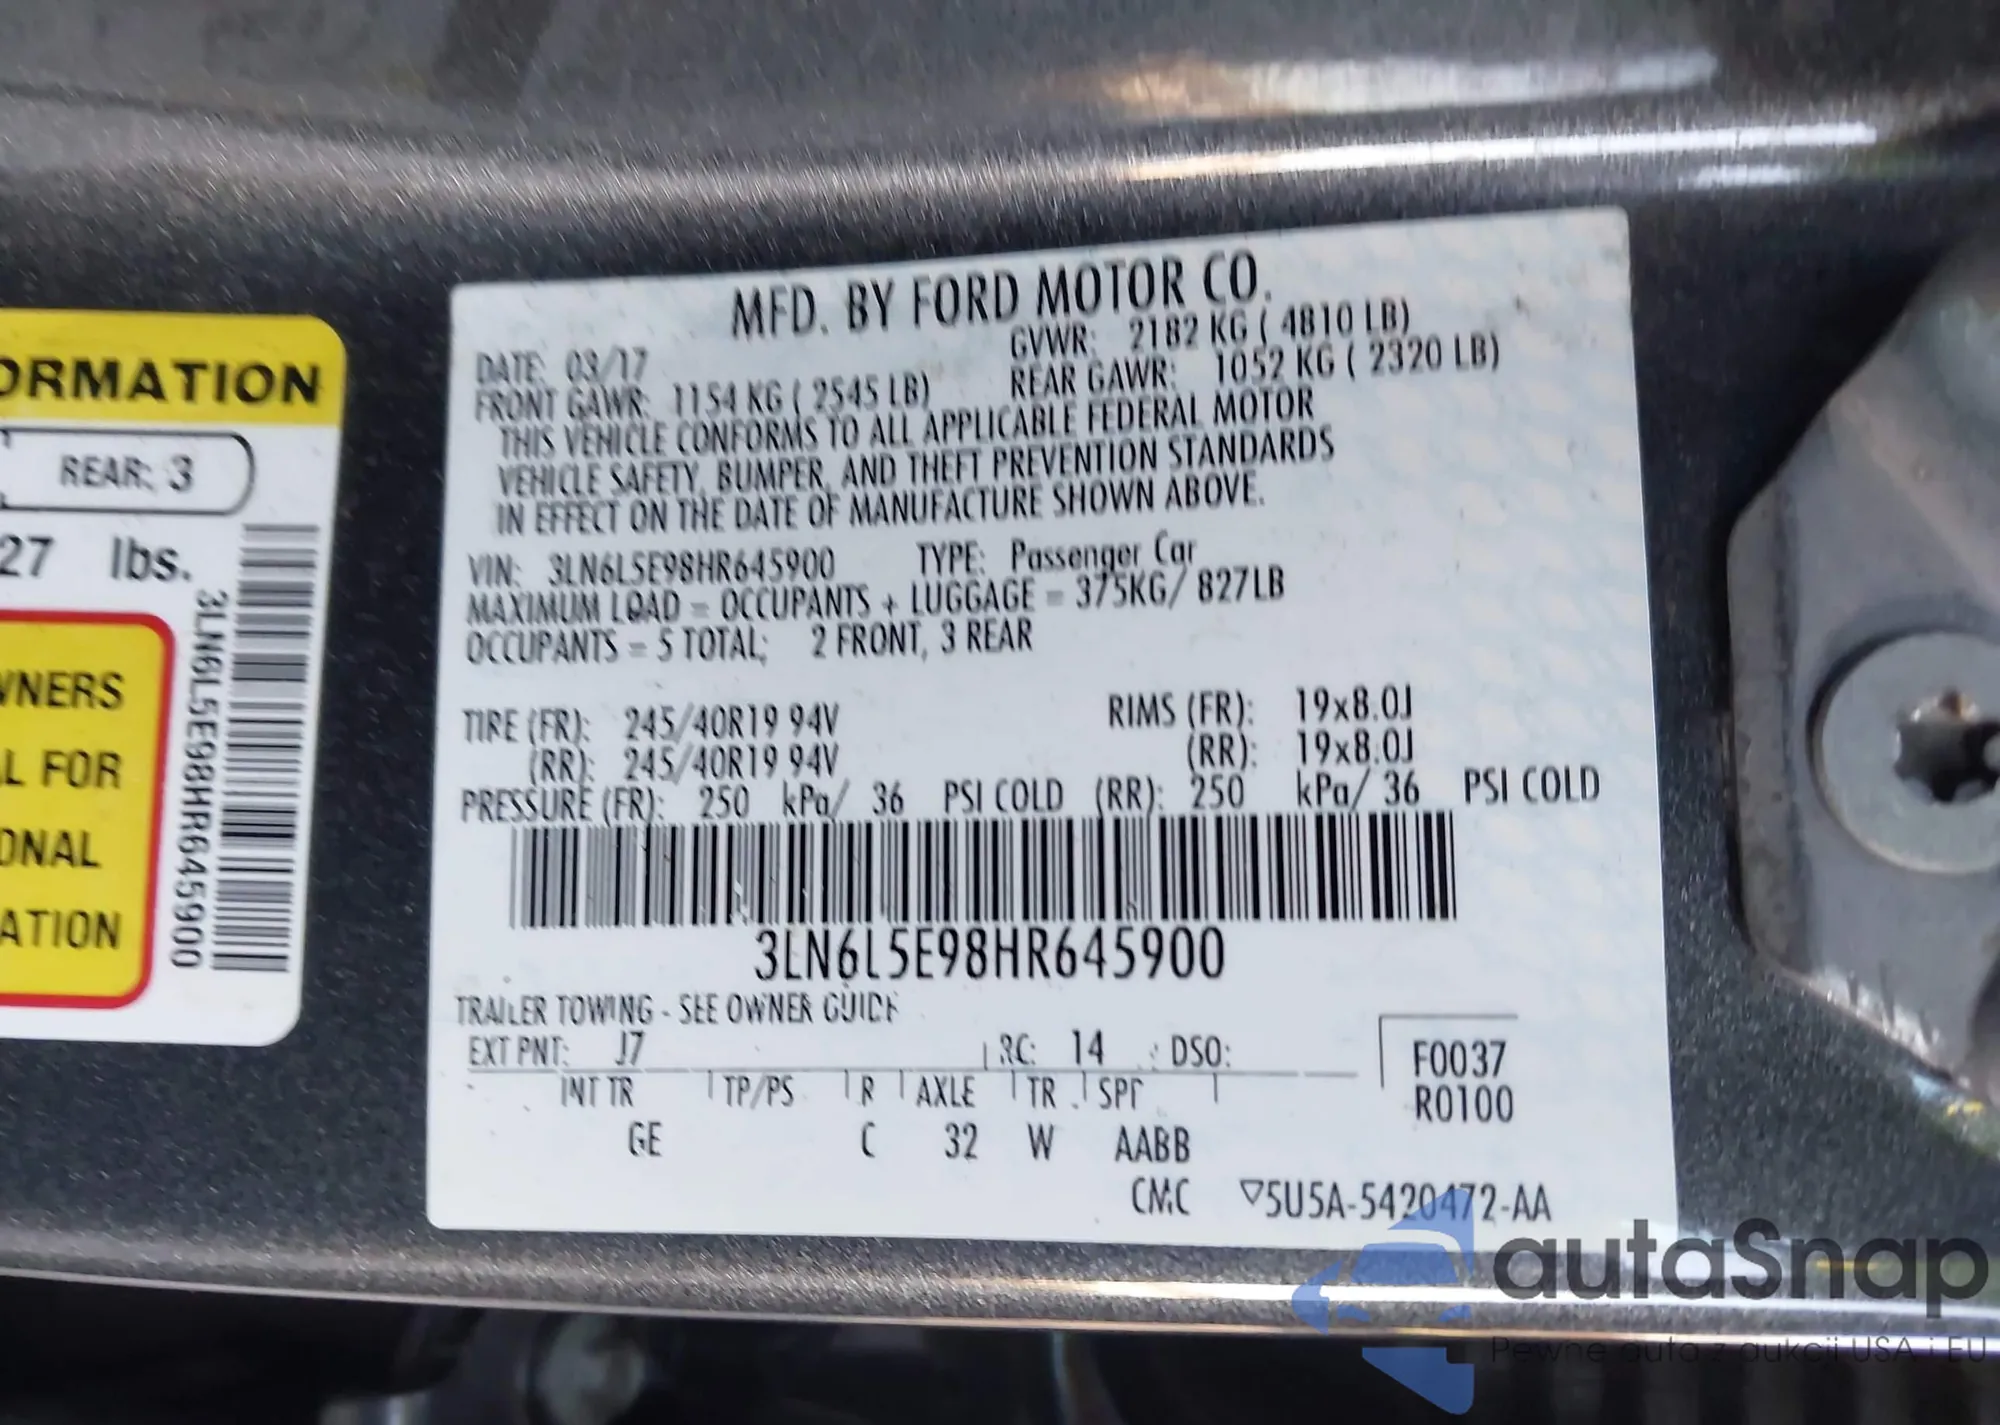 ORMATION
REAR: 3
27 lbs.
3LN6L5E98HR645900
WNERS
L FOR
ONAL
ATION
MFD. BY FORD MOTOR CO.
DATE: 03/17 GVWR: 2182 KG ( 4810 LB)
FRONT GAWR: 1154 KG ( 2545 LB) REAR GAWR: 1052 KG ( 2320 LB)
THIS VEHICLE CONFORMS TO ALL APPLICABLE FEDERAL MOTOR
VEHICLE SAFETY, BUMPER, AND THEFT PREVENTION STANDARDS
IN EFFECT ON THE DATE OF MANUFACTURE SHOWN ABOVE.
VIN: 3LN6L5E98HR645900 TYPE: Passenger Car
MAXIMUM LOAD = OCCUPANTS + LUGGAGE = 375KG/ 827LB
OCCUPANTS = 5 TOTAL; 2 FRONT, 3 REAR
TIRE (FR): 245/40R19 94V RIMS (FR): 19x8.0J
(RR): 245/40R19 94V (RR): 19x8.0J
PRESSURE (FR): 250 kPa/ 36 PSI COLD (RR): 250 kPa/ 36 PSI COLD
3LN6L5E98HR645900
TRAILER TOWING - SEE OWNER GUIDE
EXT PNT: J7 RC: 14 DSO:
F0037
R0100
INT TR TP/PS R AXLE TR SPR
GE C 32 W AABB
CMC ▽5U5A-5420472-AA
autaSnap
Pewne auta z aukcji USA i EU